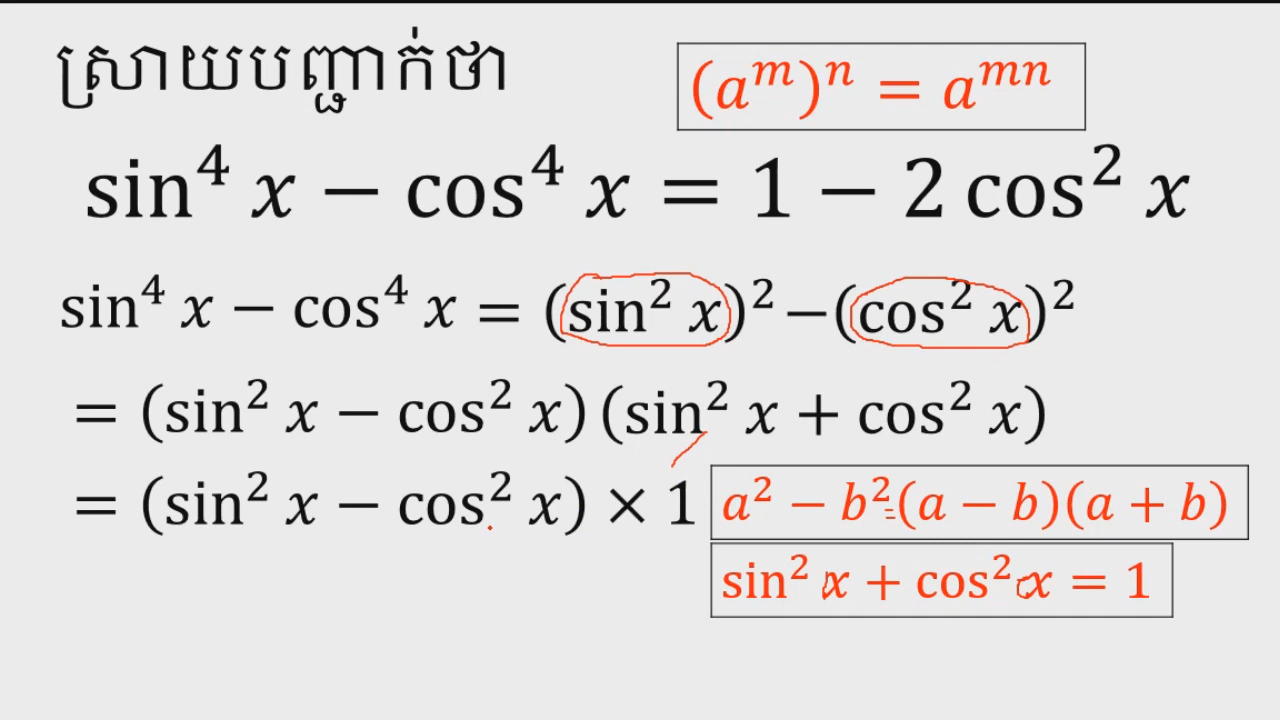 ស្រាយបញ្ជាក់ថា
(a^m)^n = a^{mn}
sin⁴ x − cos⁴ x = 1 − 2 cos² x
sin⁴ x − cos⁴ x = (sin² x)² −(cos² x)²
= (sin² x − cos² x) (sin² x + cos² x)
= (sin² x − cos² x) × 1
a² − b²=(a − b)(a + b)
sin² x + cos² x = 1